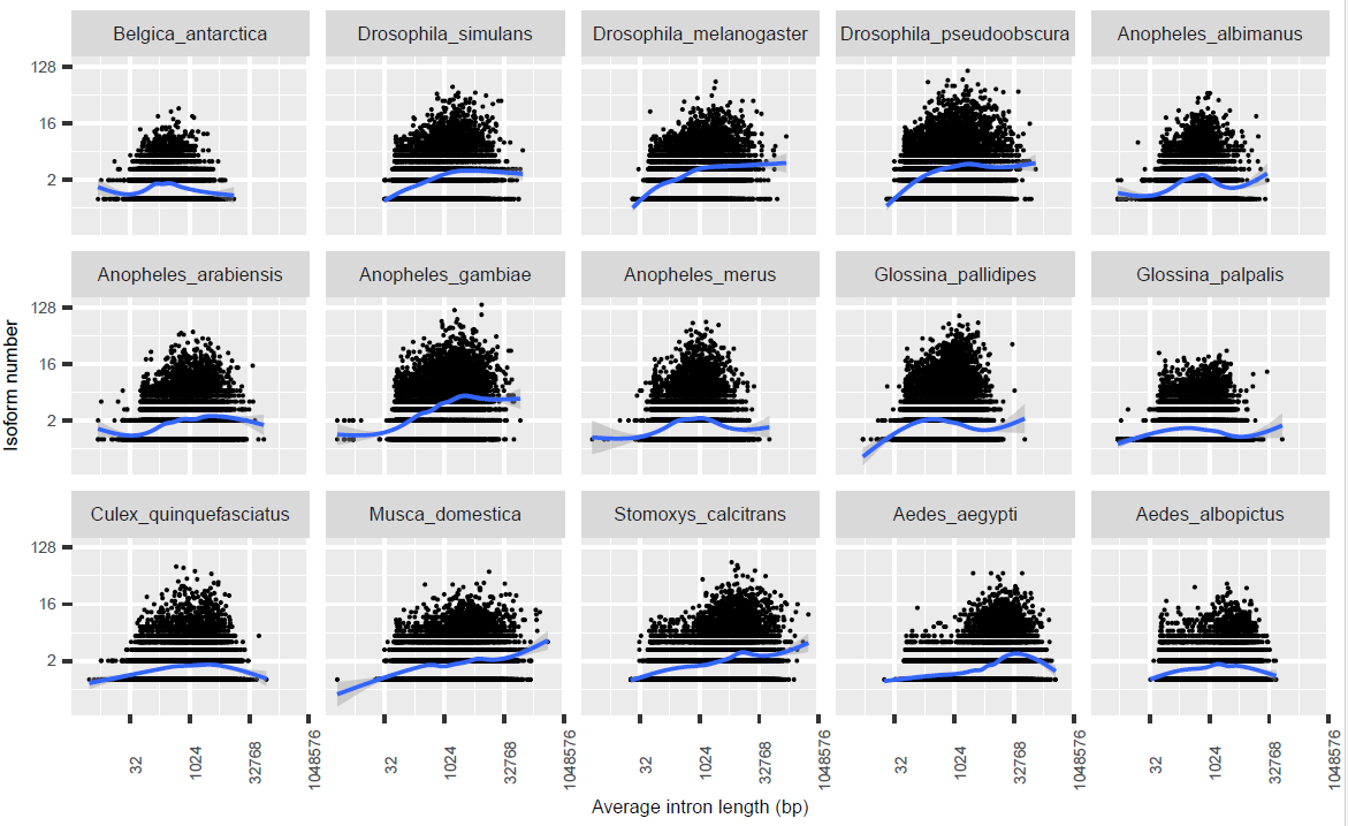 Belgica_antarctica
Drosophila_simulans
Drosophila_melanogaster
Drosophila_pseudoobscura
Anopheles_albimanus
128
16
2
Anopheles_arabiensis
Anopheles_gambiae
Anopheles_merus
Glossina_pallidipes
Glossina_palpalis
128
16
2
Isoform number
Culex_quinquefasciatus
Musca_domestica
Stomoxys_calcitrans
Aedes_aegypti
Aedes_albopictus
128
16
2
32
1024
32768
1048576
32
1024
32768
1048576
32
1024
32768
1048576
32
1024
32768
1048576
32
1024
32768
1048576
Average intron length (bp)